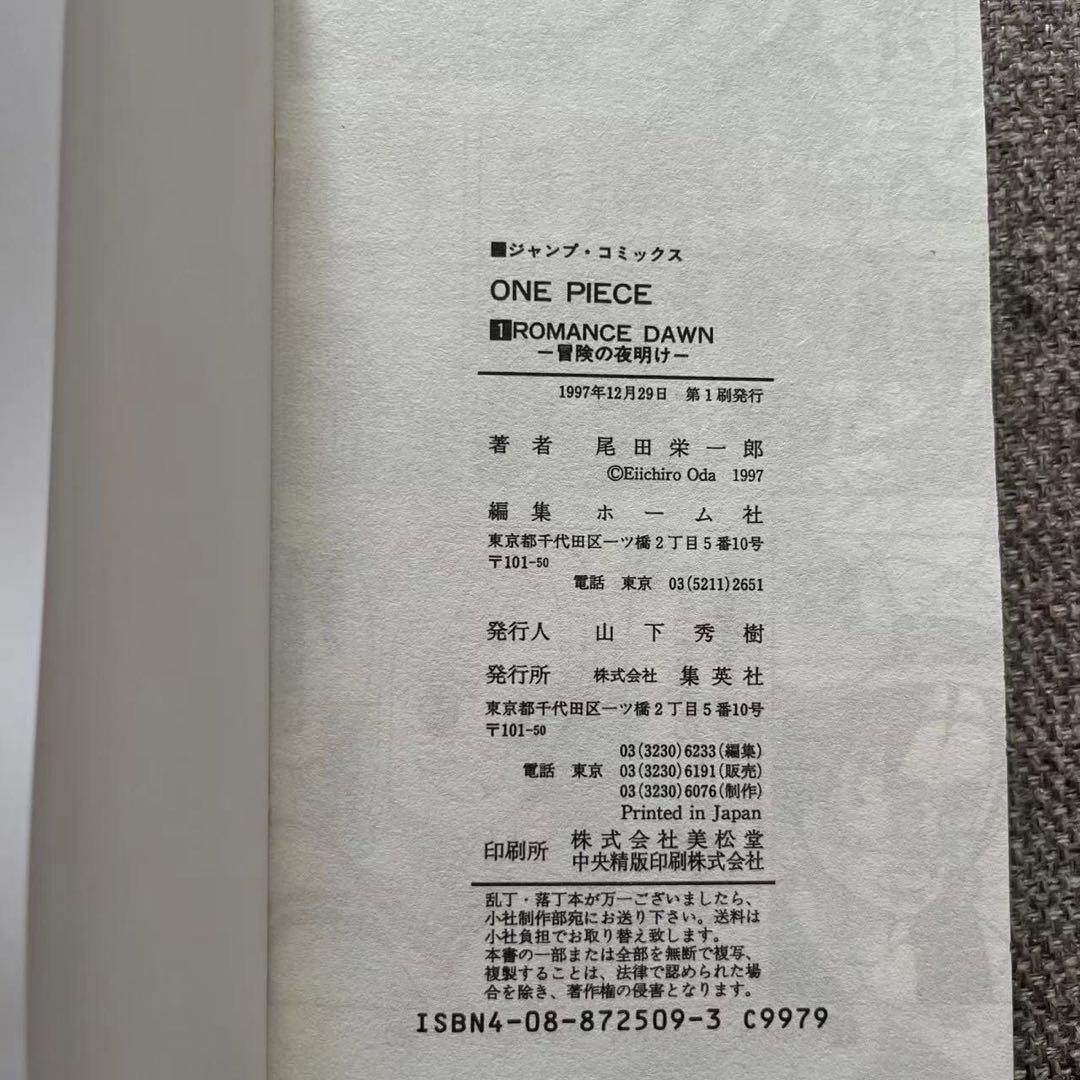 ■ジャンプ・コミックス
ONE PIECE
1 ROMANCE DAWN
―冒険の夜明け―
1997年12月29日 第1刷発行
著者 尾田栄一郎
©Eiichiro Oda 1997
編集 ホーム社
東京都千代田区一ツ橋2丁目5番10号
〒101-50
電話 東京 03(5211)2651
発行人 山下秀樹
発行所 株式会社 集英社
東京都千代田区一ツ橋2丁目5番10号
〒101-50
03(3230)6233(編集)
電話 東京 03(3230)6191(販売)
03(3230)6076(制作)
Printed in Japan
印刷所 株式会社美松堂
中央精版印刷株式会社
乱丁・落丁本が万一ございましたら、
小社制作部宛にお送り下さい。送料は
小社負担でお取り替え致します。
本書の一部または全部を無断で複写、
複製することは、法律で認められた場
合を除き、著作権の侵害となります。
ISBN4-08-872509-3 C9979